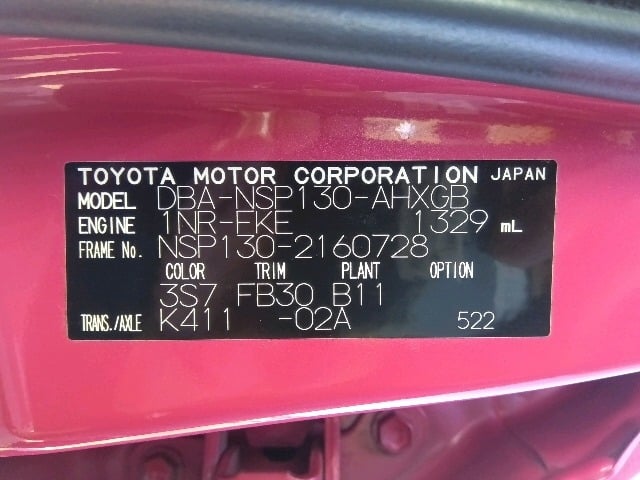 TOYOTA MOTOR CORPORATION JAPAN
MODEL DBA-NSP130-AHXGB
ENGINE 1NR-FKE 1329 mL
FRAME No. NSP130-2160728
COLOR TRIM PLANT OPTION
3S7 FB30 B11
TRANS./AXLE K411 -02A 522